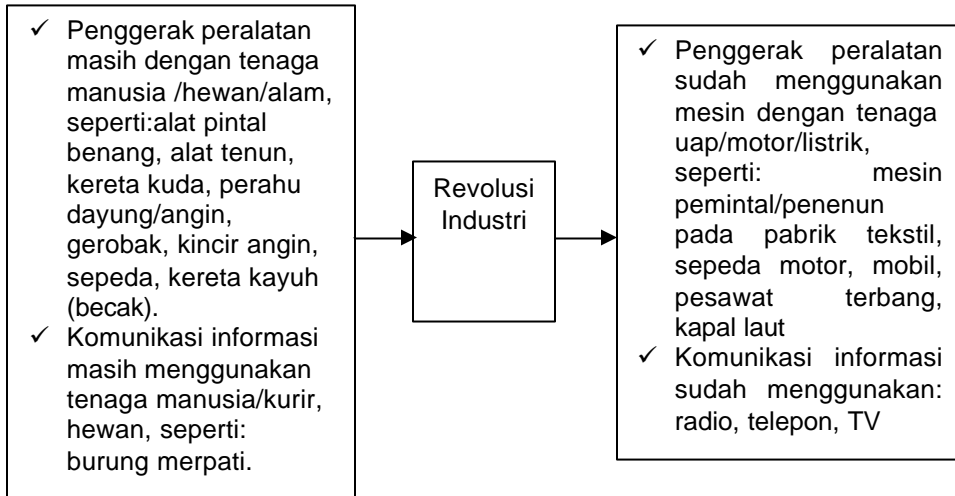 ✓ Penggerak peralatan
masih dengan tenaga
manusia /hewan/alam,
seperti:alat pintal
benang, alat tenun,
kereta kuda, perahu
dayung/angin,
gerobak, kincir angin,
sepeda, kereta kayuh
(becak).
✓ Komunikasi informasi
masih menggunakan
tenaga manusia/kurir,
hewan, seperti:
burung merpati.
Revolusi
Industri
✓ Penggerak peralatan
sudah menggunakan
mesin dengan tenaga
uap/motor/listrik,
seperti: mesin
pemintal/penenun
pada pabrik tekstil,
sepeda motor, mobil,
pesawat terbang,
kapal laut
✓ Komunikasi informasi
sudah menggunakan:
radio, telepon, TV